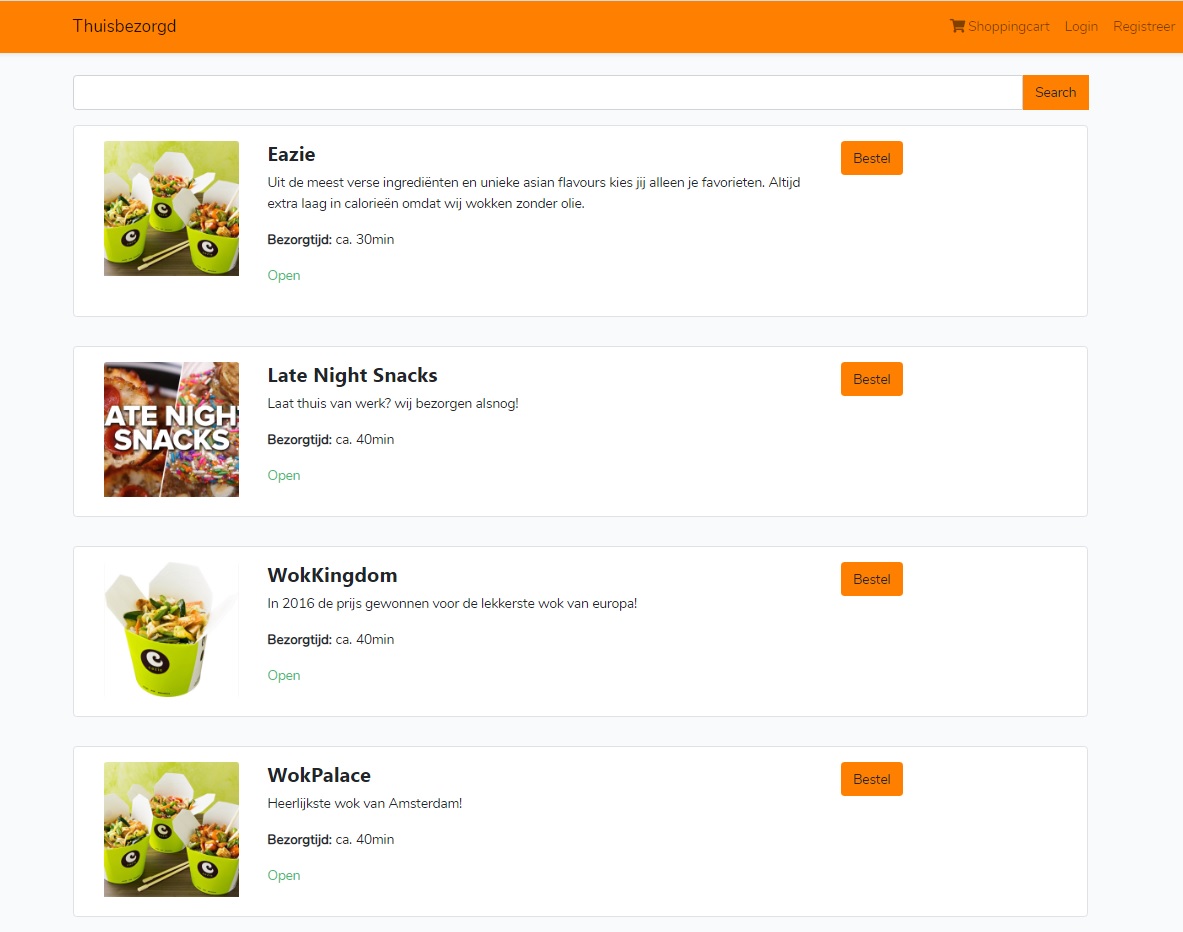 Thuisbezorgd
Shoppingcart Login Registreer
Search
Eazie
Bestel
Uit de meest verse ingrediënten en unieke asian flavours kies jij alleen je favorieten. Altijd
extra laag in calorieën omdat wij wokken zonder olie.
Bezorgtijd: ca. 30min
Open
ATE NIGH
SNACKS
Late Night Snacks
Bestel
Laat thuis van werk? wij bezorgen alsnog!
Bezorgtijd: ca. 40min
Open
WokKingdom
Bestel
In 2016 de prijs gewonnen voor de lekkerste wok van europa!
Bezorgtijd: ca. 40min
Open
WokPalace
Bestel
Heerlijkste wok van Amsterdam!
Bezorgtijd: ca. 40min
Open